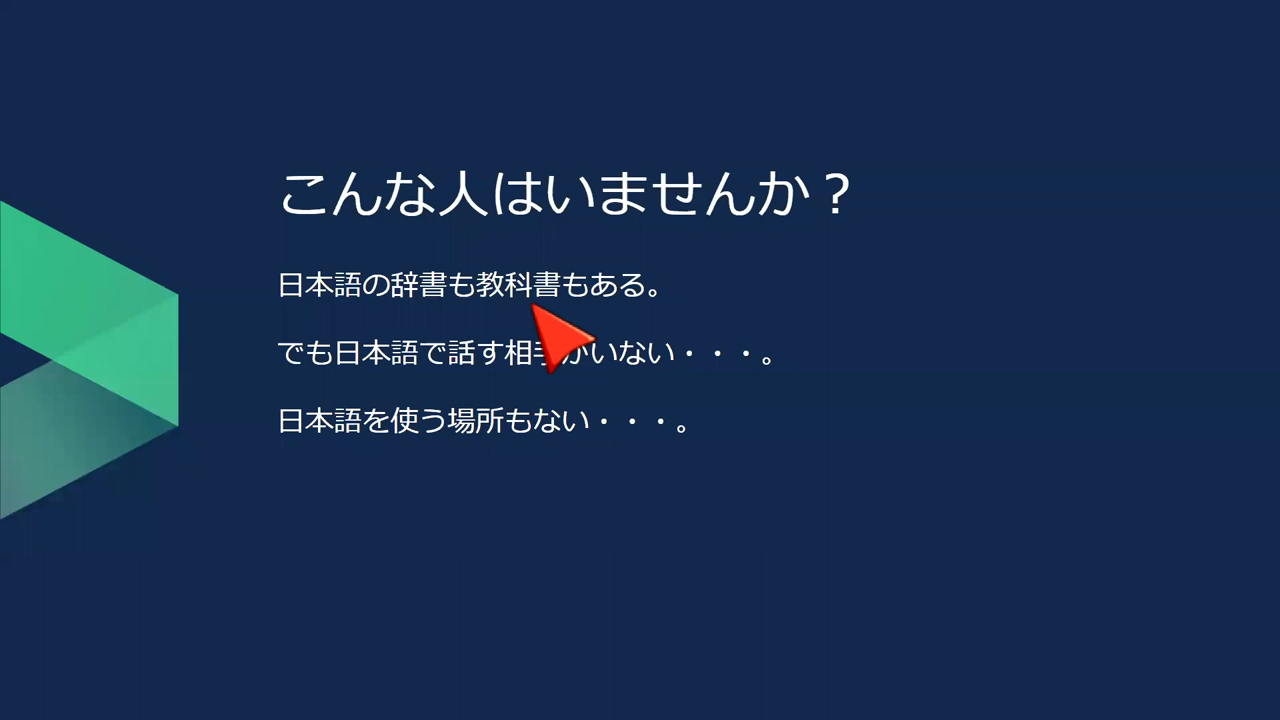 こんな人はいませんか？
日本語の辞書も教科書もある。
でも日本語で話す相手がいない・・・。
日本語を使う場所もない・・・。